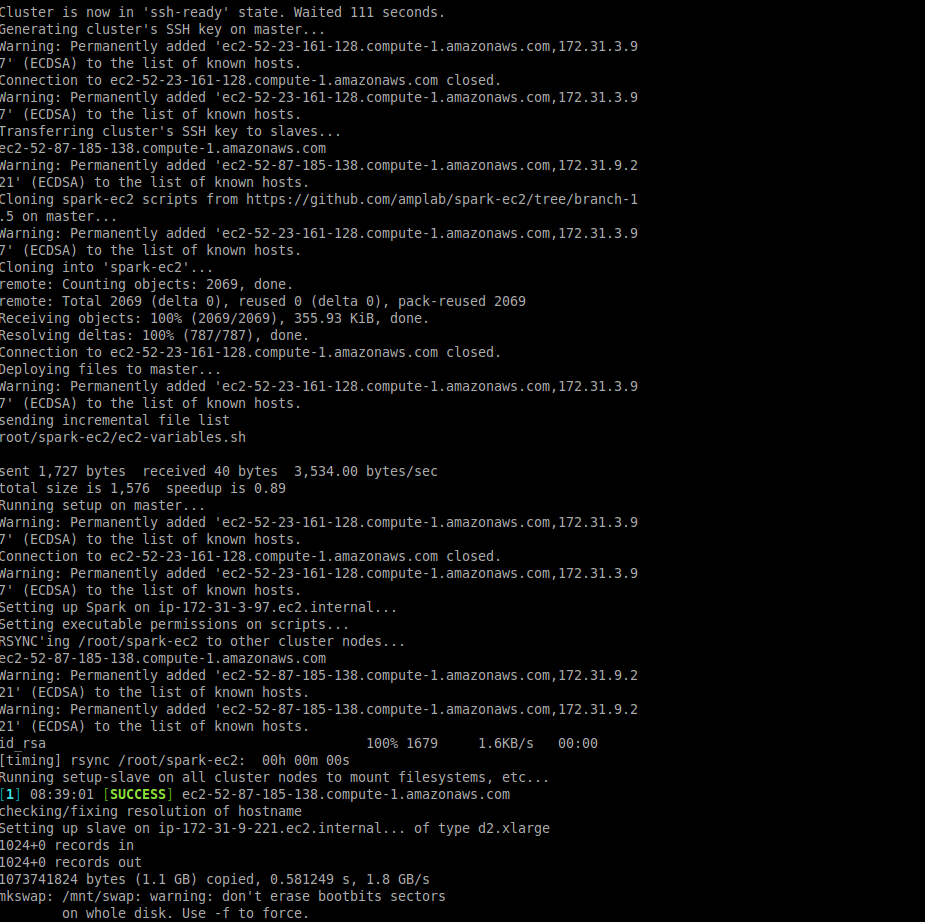 Cluster is now in 'ssh-ready' state. Waited 111 seconds.
Generating cluster's SSH key on master...
Warning: Permanently added 'ec2-52-23-161-128.compute-1.amazonaws.com,172.31.3.9
7' (ECDSA) to the list of known hosts.
Connection to ec2-52-23-161-128.compute-1.amazonaws.com closed.
Warning: Permanently added 'ec2-52-23-161-128.compute-1.amazonaws.com,172.31.3.9
7' (ECDSA) to the list of known hosts.
Transferring cluster's SSH key to slaves...
ec2-52-87-185-138.compute-1.amazonaws.com
Warning: Permanently added 'ec2-52-87-185-138.compute-1.amazonaws.com,172.31.9.2
21' (ECDSA) to the list of known hosts.
Cloning spark-ec2 scripts from https://github.com/amplab/spark-ec2/tree/branch-1
.5 on master...
Warning: Permanently added 'ec2-52-23-161-128.compute-1.amazonaws.com,172.31.3.9
7' (ECDSA) to the list of known hosts.
Cloning into 'spark-ec2'...
remote: Counting objects: 2069, done.
remote: Total 2069 (delta 0), reused 0 (delta 0), pack-reused 2069
Receiving objects: 100% (2069/2069), 355.93 KiB, done.
Resolving deltas: 100% (787/787), done.
Connection to ec2-52-23-161-128.compute-1.amazonaws.com closed.
Deploying files to master...
Warning: Permanently added 'ec2-52-23-161-128.compute-1.amazonaws.com,172.31.3.9
7' (ECDSA) to the list of known hosts.
sending incremental file list
root/spark-ec2/ec2-variables.sh
sent 1,727 bytes  received 40 bytes  3,534.00 bytes/sec
total size is 1,576  speedup is 0.89
Running setup on master...
Warning: Permanently added 'ec2-52-23-161-128.compute-1.amazonaws.com,172.31.3.9
7' (ECDSA) to the list of known hosts.
Connection to ec2-52-23-161-128.compute-1.amazonaws.com closed.
Warning: Permanently added 'ec2-52-23-161-128.compute-1.amazonaws.com,172.31.3.9
7' (ECDSA) to the list of known hosts.
Setting up Spark on ip-172-31-3-97.ec2.internal...
Setting executable permissions on scripts...
RSYNC'ing /root/spark-ec2 to other cluster nodes...
ec2-52-87-185-138.compute-1.amazonaws.com
Warning: Permanently added 'ec2-52-87-185-138.compute-1.amazonaws.com,172.31.9.2
21' (ECDSA) to the list of known hosts.
Warning: Permanently added 'ec2-52-87-185-138.compute-1.amazonaws.com,172.31.9.2
21' (ECDSA) to the list of known hosts.
id_rsa                                        100% 1679     1.6KB/s   00:00
[timing] rsync /root/spark-ec2:  00h 00m 00s
Running setup-slave on all cluster nodes to mount filesystems, etc...
[1] 08:39:01 [SUCCESS] ec2-52-87-185-138.compute-1.amazonaws.com
checking/fixing resolution of hostname
Setting up slave on ip-172-31-9-221.ec2.internal... of type d2.xlarge
1024+0 records in
1024+0 records out
1073741824 bytes (1.1 GB) copied, 0.581249 s, 1.8 GB/s
mkswap: /mnt/swap: warning: don't erase bootbits sectors
        on whole disk. Use -f to force.